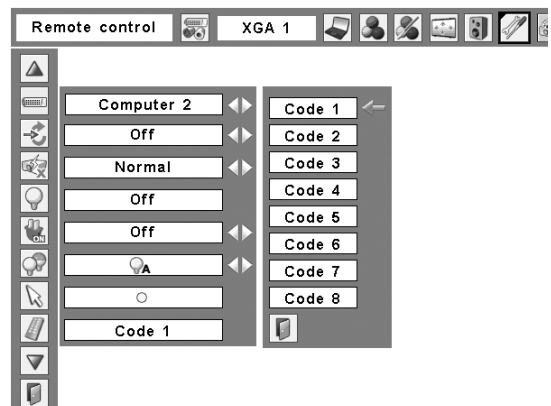 Remote control XGA 1
Computer 2
Off
Normal
Off
Off
A
Code 1
Code 1
Code 2
Code 3
Code 4
Code 5
Code 6
Code 7
Code 8
ON